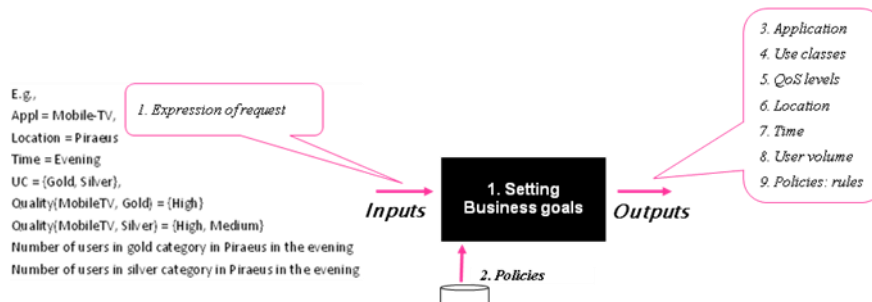 E.g.,
Appl = Mobile-TV,
Location = Piraeus
Time = Evening
UC = {Gold, Silver},
Quality{MobileTV, Gold} = {High}
Quality{MobileTV, Silver} = {High, Medium}
Number of users in gold category in Piraeus in the evening
Number of users in silver category in Piraeus in the evening
1. Expression of request
Inputs
1. Setting
Business goals
Outputs
2. Policies
3. Application
4. Use classes
5. QoS levels
6. Location
7. Time
8. User volume
9. Policies: rules